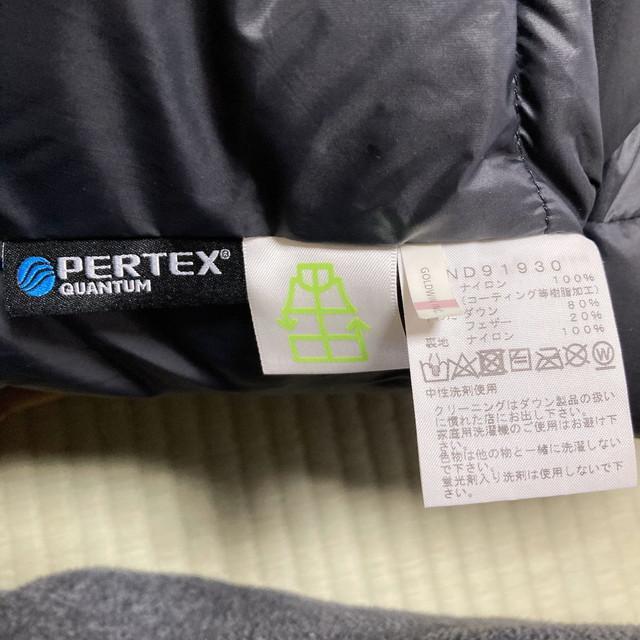 PERTEX®
QUANTUM
GOLDWIN
ND91930
ナイロン 100%
(コーティング等樹脂加工)
ダウン 80%
フェザー 20%
裏地 ナイロン 100%
中性洗剤使用
クリーニングはダウン製品の扱い
に慣れた店にお出し下さい。
家庭用洗濯機のご使用はお避け下
さい。
色物は他の物と一緒に洗濯しない
で下さい。
蛍光剤入り洗剤は使用しないで下
さい。